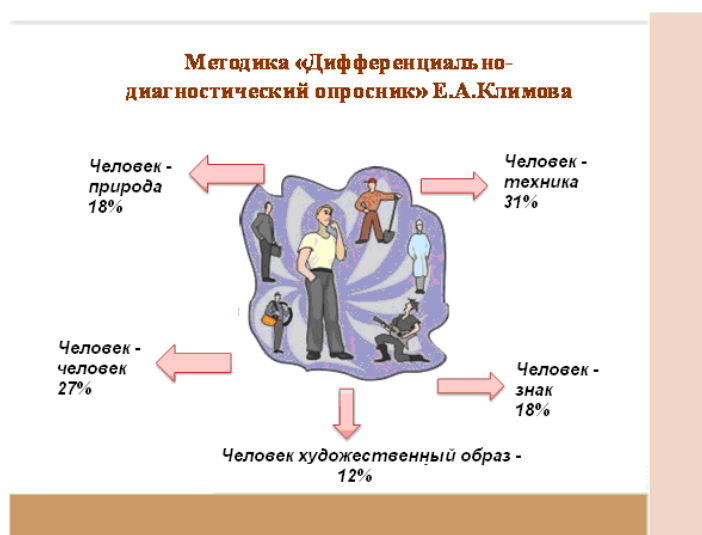 Методика «Дифференциально-
диагностический опросник» Е.А.Климова
Человек -
природа
18%
Человек -
техника
31%
Человек -
человек
27%
Человек -
знак
18%
Человек художественный образ -
12%